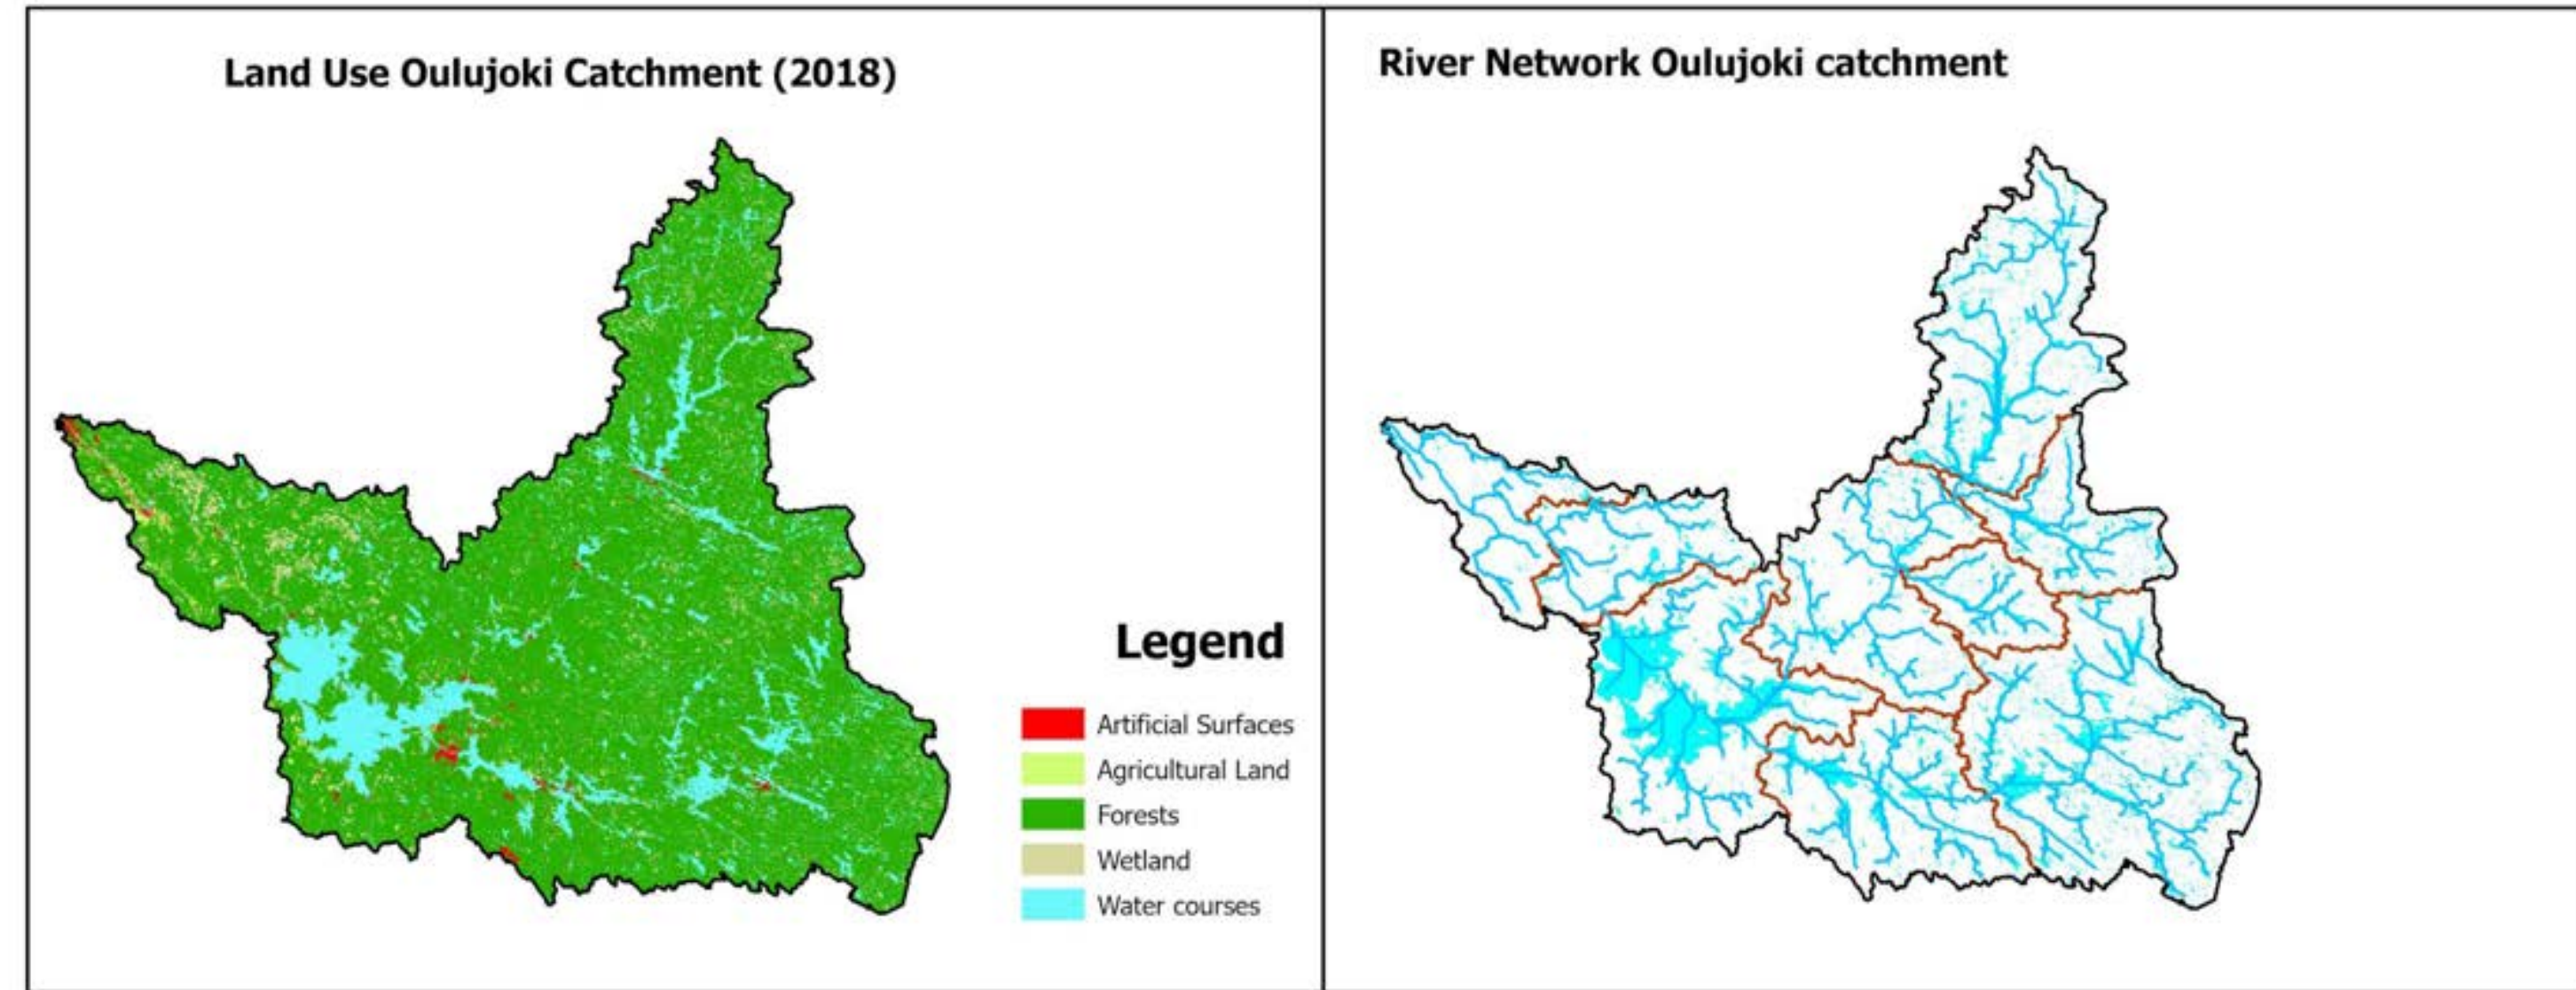 Land Use Oulujoki Catchment (2018)
Legend
Artificial Surfaces
Agricultural Land
Forests
Wetland
Water courses
River Network Oulujoki catchment